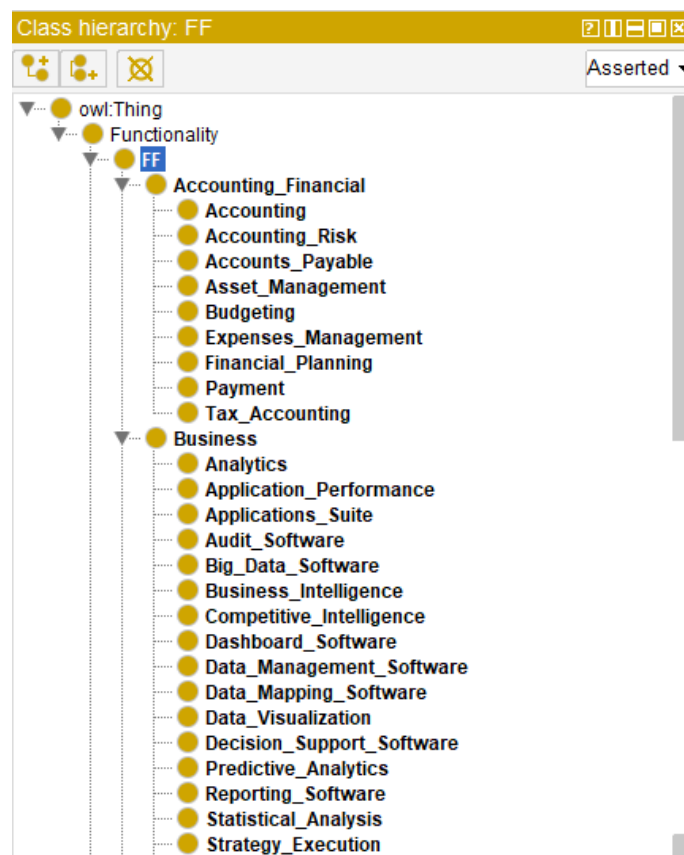 Class hierarchy: FF
Asserted
owl:Thing
Functionality
FF
Accounting_Financial
Accounting
Accounting_Risk
Accounts_Payable
Asset_Management
Budgeting
Expenses_Management
Financial_Planning
Payment
Tax_Accounting
Business
Analytics
Application_Performance
Applications_Suite
Audit_Software
Big_Data_Software
Business_Intelligence
Competitive_Intelligence
Dashboard_Software
Data_Management_Software
Data_Mapping_Software
Data_Visualization
Decision_Support_Software
Predictive_Analytics
Reporting_Software
Statistical_Analysis
Strategy_Execution